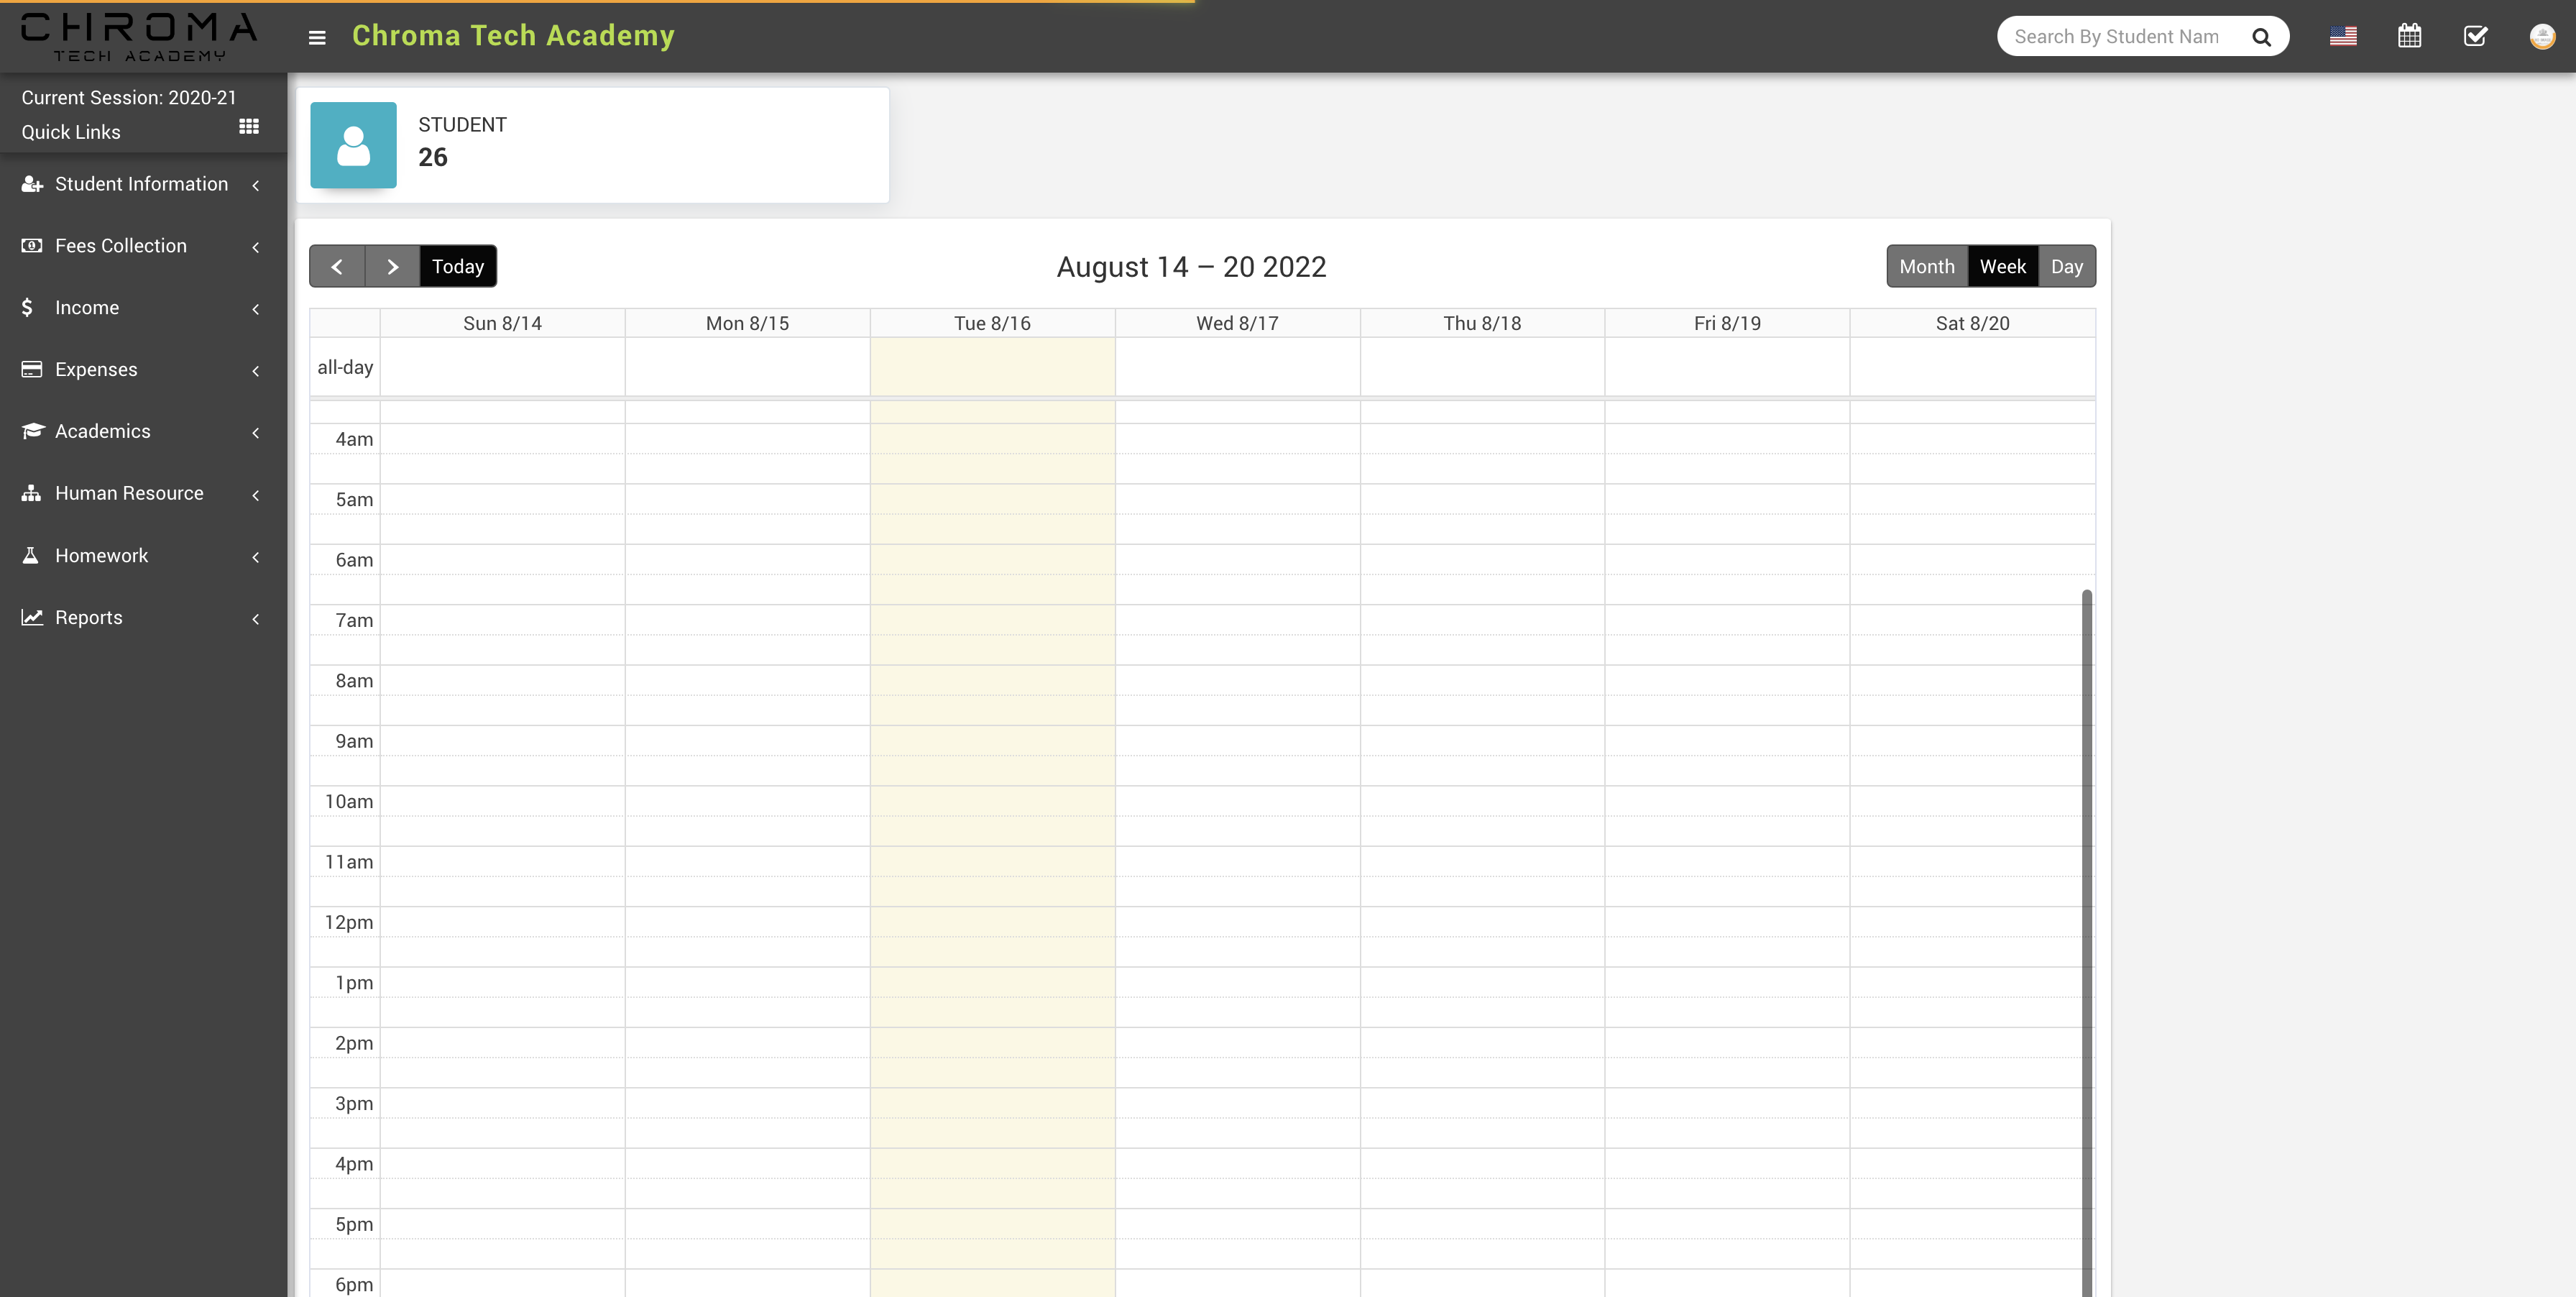 CHROMA
TECH ACADEMY
Chroma Tech Academy
Search By Student Nam
Current Session: 2020-21
Quick Links
Student Information
Fees Collection
Income
Expenses
Academics
Human Resource
Homework
Reports
STUDENT
26
Today
August 14 – 20 2022
Month Week Day
Sun 8/14 Mon 8/15 Tue 8/16 Wed 8/17 Thu 8/18 Fri 8/19 Sat 8/20
all-day
4am
5am
6am
7am
8am
9am
10am
11am
12pm
1pm
2pm
3pm
4pm
5pm
6pm